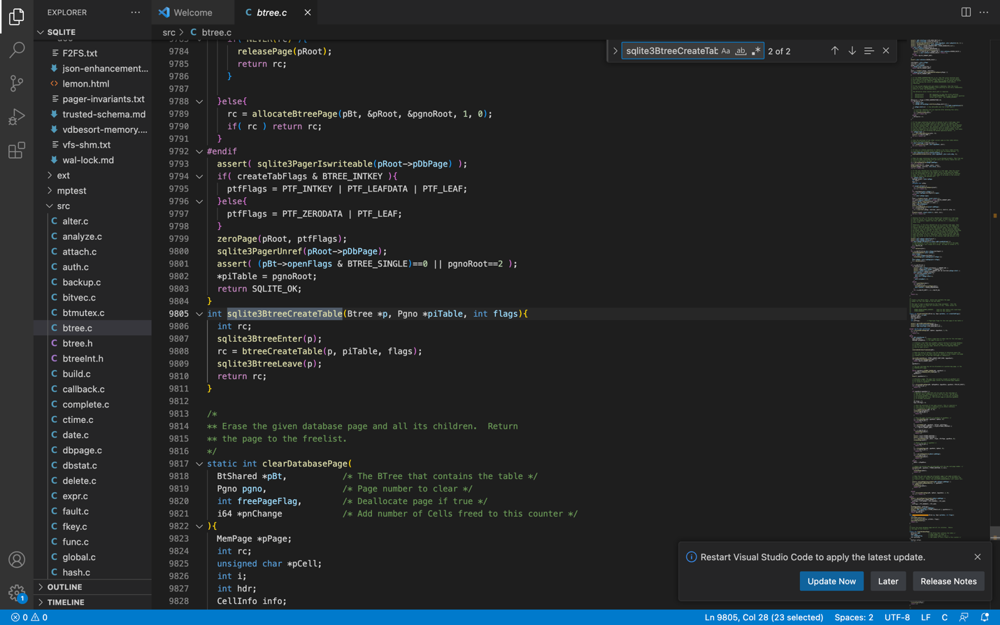 EXPLORER
Welcome
C btree.c
SQLITE
src > C btree.c
F2FS.txt
json-enhancement...
lemon.html
pager-invariants.txt
trusted-schema.md
vdbesort-memory....
vfs-shm.txt
wal-lock.md
ext
mptest
src
C alter.c
C analyze.c
C attach.c
C auth.c
C backup.c
C bitvec.c
C btmutex.c
C btree.c
C btree.h
C btreeInt.h
C build.c
C callback.c
C complete.c
C ctime.c
C date.c
C dbpage.c
C dbstat.c
C delete.c
C expr.c
C fault.c
C fkey.c
C func.c
C global.c
C hash.c
OUTLINE
TIMELINE
1
sqlite3BtreeCreateTab Aa ab .* 2 of 2
9783 if( NEVER(rc) ){
9784 releasePage(pRoot);
9785 return rc;
9786 }
9787
9788 }else{
9789 rc = allocateBtreePage(pBt, &pRoot, &pgnoRoot, 1, 0);
9790 if( rc ) return rc;
9791 }
9792 #endif
9793 assert( sqlite3PagerIswriteable(pRoot->pDbPage) );
9794 if( createTabFlags & BTREE_INTKEY ){
9795 ptfFlags = PTF_INTKEY | PTF_LEAFDATA | PTF_LEAF;
9796 }else{
9797 ptfFlags = PTF_ZERODATA | PTF_LEAF;
9798 }
9799 zeroPage(pRoot, ptfFlags);
9800 sqlite3PagerUnref(pRoot->pDbPage);
9801 assert( (pBt->openFlags & BTREE_SINGLE)==0 || pgnoRoot==2 );
9802 *piTable = pgnoRoot;
9803 return SQLITE_OK;
9804 }
9805 int sqlite3BtreeCreateTable(Btree *p, Pgno *piTable, int flags){
9806 int rc;
9807 sqlite3BtreeEnter(p);
9808 rc = btreeCreateTable(p, piTable, flags);
9809 sqlite3BtreeLeave(p);
9810 return rc;
9811 }
9812
9813 /*
9814 ** Erase the given database page and all its children.  Return
9815 ** the page to the freelist.
9816 */
9817 static int clearDatabasePage(
9818 BtShared *pBt, /* The BTree that contains the table */
9819 Pgno pgno, /* Page number to clear */
9820 int freePageFlag, /* Deallocate page if true */
9821 i64 *pnChange /* Add number of Cells freed to this counter */
9822 ){
9823 MemPage *pPage;
9824 int rc;
9825 unsigned char *pCell;
9826 int i;
9827 int hdr;
9828 CellInfo info;
Restart Visual Studio Code to apply the latest update.
Update Now
Later
Release Notes
0 0
Ln 9805, Col 28 (23 selected)
Spaces: 2
UTF-8
LF
C